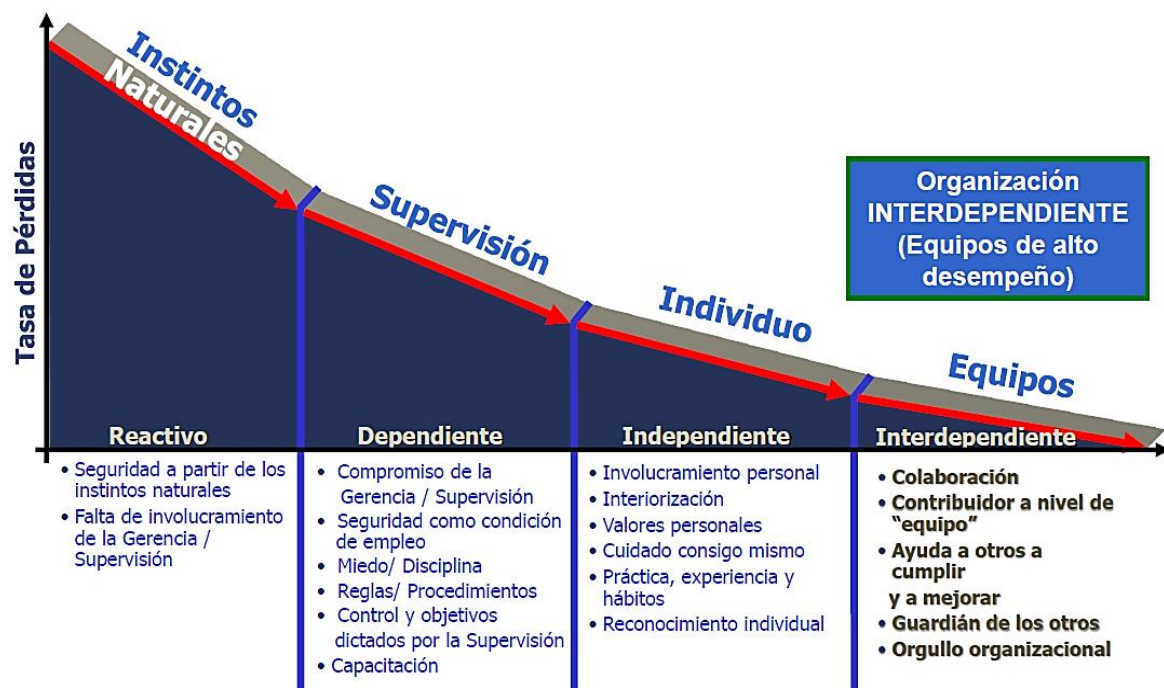 Instintos
Naturales
Supervisión
Individuo
Equipos
Organización
INTERDEPENDIENTE
(Equipos de alto
desempeño)
Tasa de Pérdidas
Reactivo
• Seguridad a partir de los
instintos naturales
• Falta de involucramiento
de la Gerencia /
Supervisión
Dependiente
• Compromiso de la
Gerencia / Supervisión
• Seguridad como condición
de empleo
• Miedo/ Disciplina
• Reglas/ Procedimientos
• Control y objetivos
dictados por la Supervisión
• Capacitación
Independiente
• Involucramiento personal
• Interiorización
• Valores personales
• Cuidado consigo mismo
• Práctica, experiencia y
hábitos
• Reconocimiento individual
Interdependiente
• Colaboración
• Contribuidor a nivel de
“equipo”
• Ayuda a otros a
cumplir
y a mejorar
• Guardián de los otros
• Orgullo organizacional